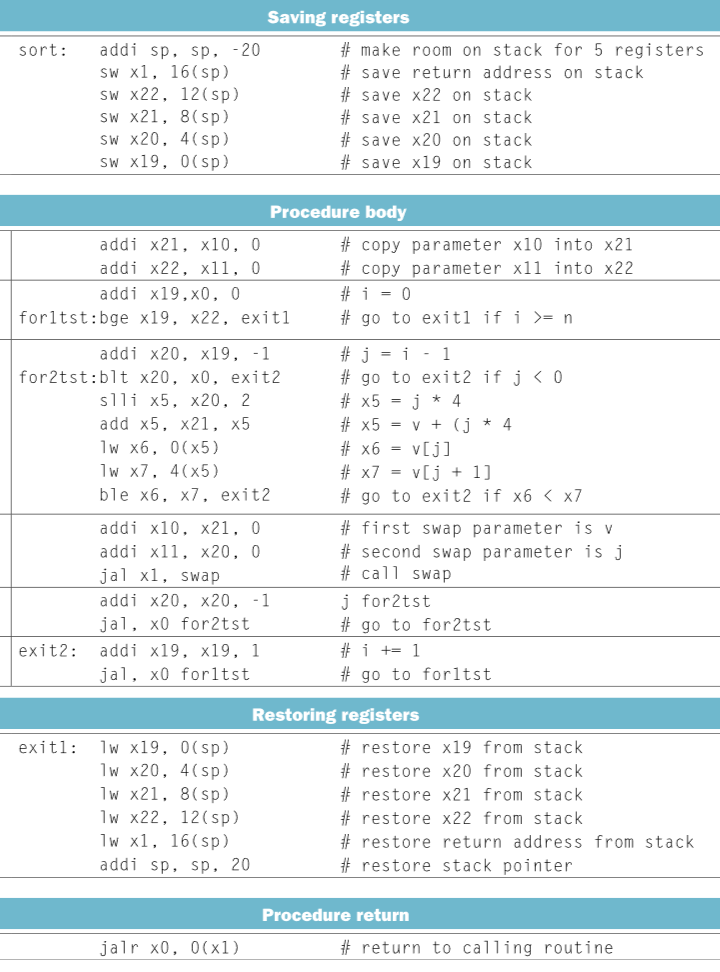 Saving registers
sort: addi sp, sp, -20 # make room on stack for 5 registers
sw x1, 16(sp) # save return address on stack
sw x22, 12(sp) # save x22 on stack
sw x21, 8(sp) # save x21 on stack
sw x20, 4(sp) # save x20 on stack
sw x19, 0(sp) # save x19 on stack
Procedure body
addi x21, x10, 0 # copy parameter x10 into x21
addi x22, x11, 0 # copy parameter x11 into x22
addi x19,x0, 0 # i = 0
for1tst:bge x19, x22, exit1 # go to exit1 if i >= n
addi x20, x19, -1 # j = i - 1
for2tst:blt x20, x0, exit2 # go to exit2 if j < 0
slli x5, x20, 2 # x5 = j * 4
add x5, x21, x5 # x5 = v + (j * 4
lw x6, 0(x5) # x6 = v[j]
lw x7, 4(x5) # x7 = v[j + 1]
ble x6, x7, exit2 # go to exit2 if x6 < x7
addi x10, x21, 0 # first swap parameter is v
addi x11, x20, 0 # second swap parameter is j
jal x1, swap # call swap
addi x20, x20, -1 j for2tst
jal, x0 for2tst # go to for2tst
exit2: addi x19, x19, 1 # i += 1
jal, x0 for1tst # go to for1tst
Restoring registers
exit1: lw x19, 0(sp) # restore x19 from stack
lw x20, 4(sp) # restore x20 from stack
lw x21, 8(sp) # restore x21 from stack
lw x22, 12(sp) # restore x22 from stack
lw x1, 16(sp) # restore return address from stack
addi sp, sp, 20 # restore stack pointer
Procedure return
jalr x0, 0(x1) # return to calling routine